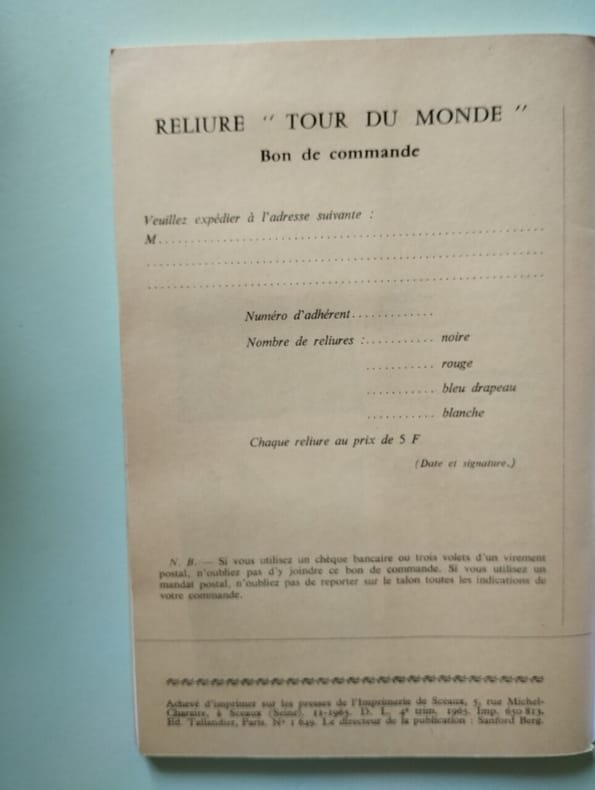 RELIURE " TOUR DU MONDE "
Bon de commande
Veuillez expédier à l'adresse suivante :
M..........................................................
..........................................................
..........................................................
Numéro d'adhérent.............
Nombre de reliures :........... noire
........... rouge
........... bleu drapeau
........... blanche
Chaque reliure au prix de 5 F
(Date et signature.)
N. B. — Si vous utilisez un chèque bancaire ou trois volets d'un virement
postal, n'oubliez pas d'y joindre ce bon de commande. Si vous utilisez un
mandat postal, n'oubliez pas de reporter sur le talon toutes les indications de
votre commande.
Achevé d'imprimer sur les presses de l'Imprimerie de Sceaux, 5, rue Michel-
Charaire, à Sceaux (Seine). 11-1965. D. L. 4e trim. 1965. Imp. 650 813.
Éd. Tallandier, Paris. No 1 649. Le directeur de la publication : Sanford Berg.